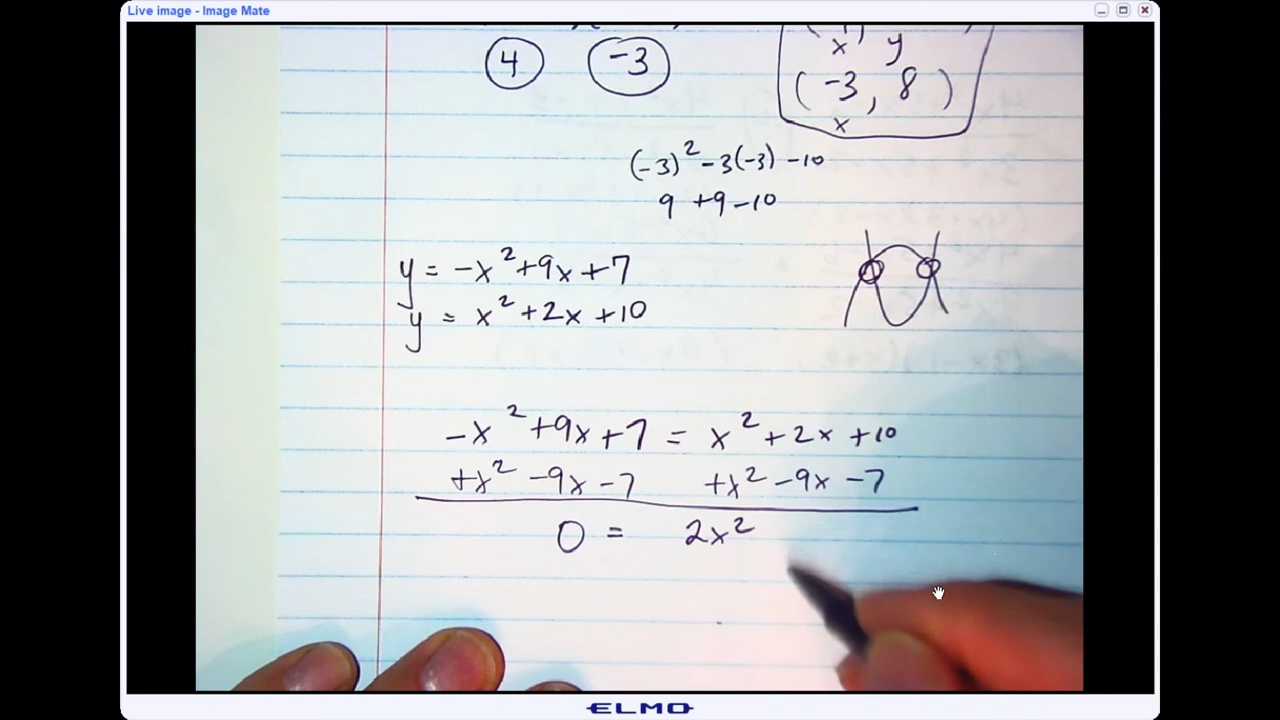 Live image - Image Mate
4 -3
x y
(-3, 8)
x
(-3)² -3(-3) -10
9 +9 -10
y = -x² +9x +7
y = x² +2x +10
-x² +9x +7 = x² +2x +10
+x² -9x -7 +x² -9x -7
0 = 2x²
ELMO